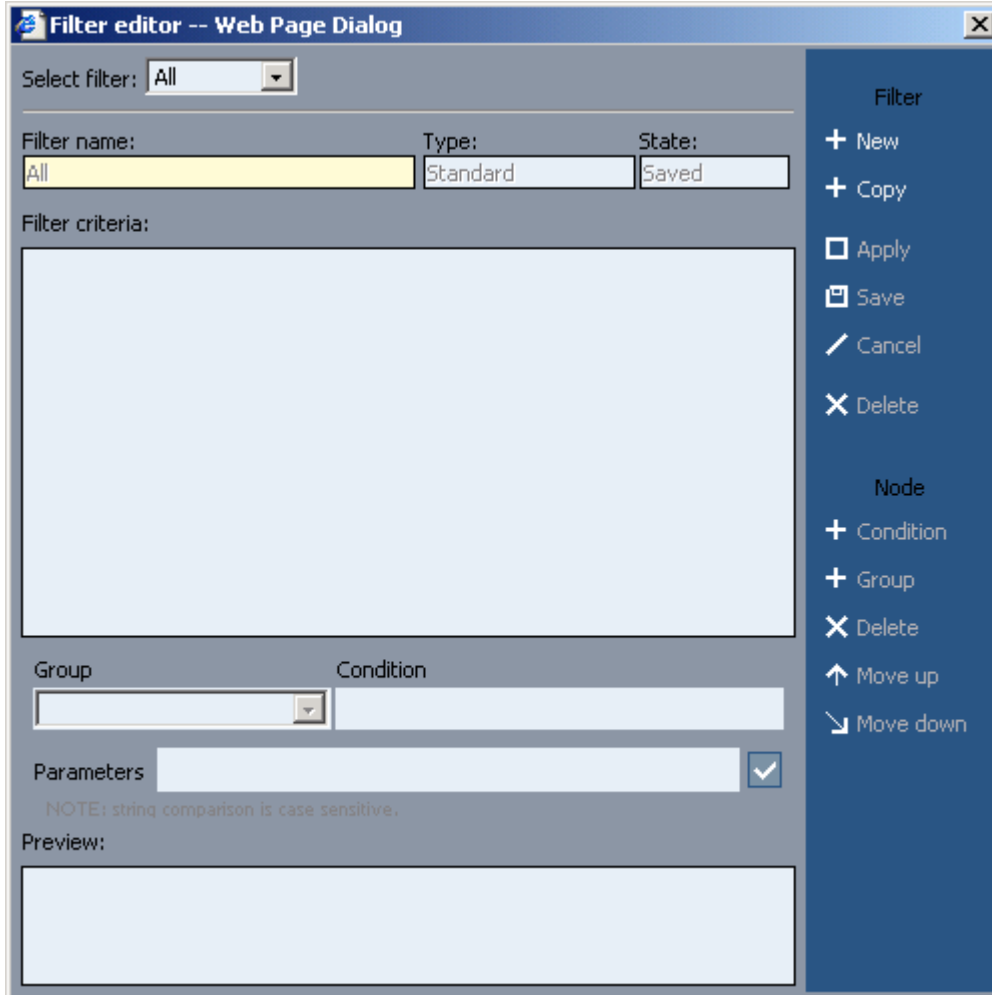 Filter editor -- Web Page Dialog
Select filter: All
Filter name: Type: State:
All Standard Saved
Filter criteria:
Group Condition
Parameters
NOTE: string comparison is case sensitive.
Preview:
Filter
New
Copy
Apply
Save
Cancel
Delete
Node
Condition
Group
Delete
Move up
Move down